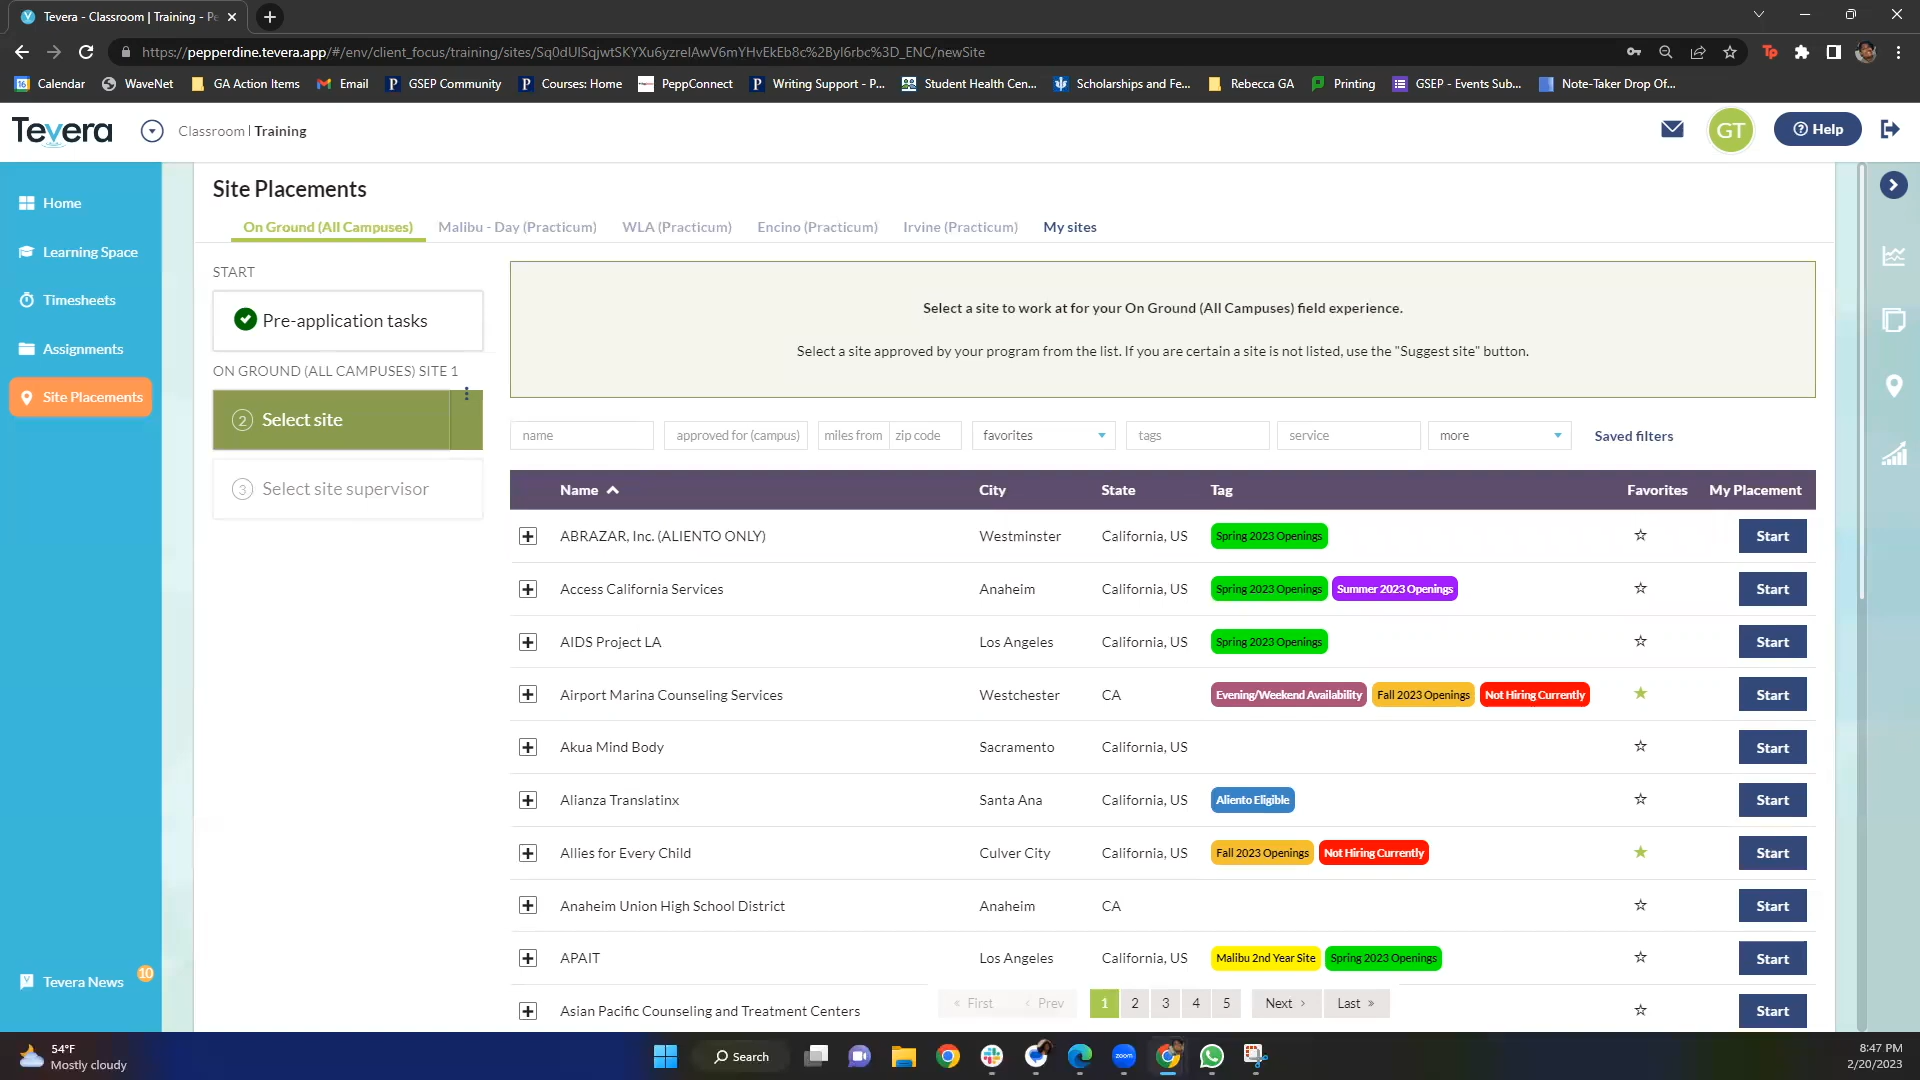 Tevera - Classroom | Training - Pe
https://pepperdine.tevera.app/#/env/client_focus/training/sites/
/newSite
Calendar WaveNet GA Action Items Email GSEP Community Courses: Home PeppConnect Writing Support - P... Student Health Cen... Scholarships and Fe... Rebecca GA Printing GSEP - Events Sub... Note-Taker Drop Of...
Tevera Classroom | Training GT Help
Home
Learning Space
Timesheets
Assignments
Site Placements
Tevera News 10
Site Placements
On Ground (All Campuses) Malibu - Day (Practicum) WLA (Practicum) Encino (Practicum) Irvine (Practicum) My sites
START
Pre-application tasks
ON GROUND (ALL CAMPUSES) SITE 1
2 Select site
3 Select site supervisor
Select a site to work at for your On Ground (All Campuses) field experience.
Select a site approved by your program from the list. If you are certain a site is not listed, use the "Suggest site" button.
name approved for (campus) miles from zip code favorites tags service more Saved filters
Name City State Tag Favorites My Placement
ABRAZAR, Inc. (ALIENTO ONLY) Westminster California, US Spring 2023 Openings Start
Access California Services Anaheim California, US Spring 2023 Openings Summer 2023 Openings Start
AIDS Project LA Los Angeles California, US Spring 2023 Openings Start
Airport Marina Counseling Services Westchester CA Evening/Weekend Availability Fall 2023 Openings Not Hiring Currently Start
Akua Mind Body Sacramento California, US Start
Alianza Translatinx Santa Ana California, US Aliento Eligible Start
Allies for Every Child Culver City California, US Fall 2023 Openings Not Hiring Currently Start
Anaheim Union High School District Anaheim CA Start
APAIT Los Angeles California, US Malibu 2nd Year Site Spring 2023 Openings Start
Asian Pacific Counseling and Treatment Centers Start
« First ‹ Prev 1 2 3 4 5 Next › Last »
54°F
Mostly cloudy
Search
zoom
8:47 PM
2/20/2023